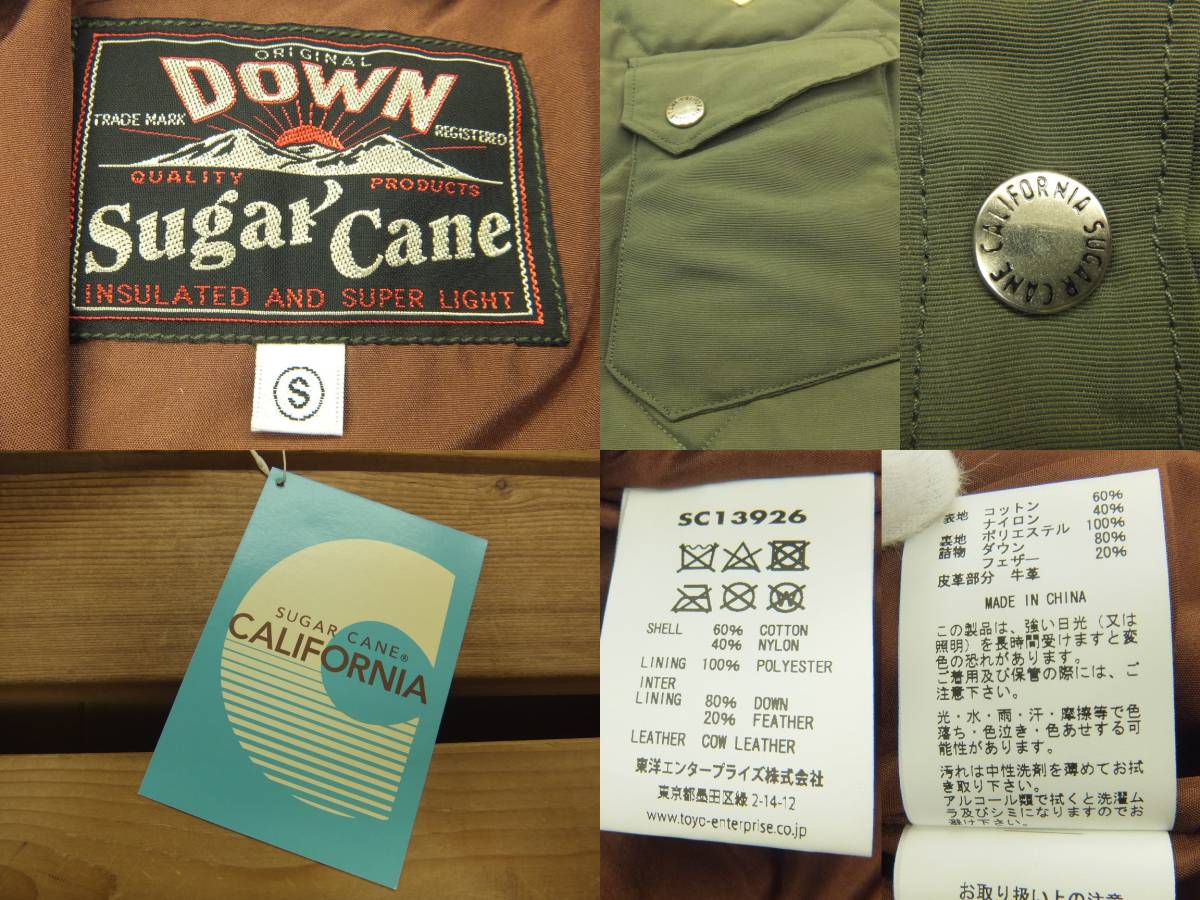 ORIGINAL
DOWN
TRADE MARK
REGISTERED
QUALITY PRODUCTS
Sugar Cane
INSULATED AND SUPER LIGHT
S
CALIFORNIA SUGAR CANE
SUGAR CANE®
CALIFORNIA
SC13926
SHELL 60% COTTON
40% NYLON
LINING 100% POLYESTER
INTER
LINING 80% DOWN
20% FEATHER
LEATHER COW LEATHER
東洋エンタープライズ株式会社
東京都墨田区緑 2-14-12
www.toyo-enterprise.co.jp
表地 コットン 60%
ナイロン 40%
裏地 ポリエステル 100%
詰物 ダウン 80%
フェザー 20%
皮革部分 牛革
MADE IN CHINA
この製品は、強い日光(又は
照明)を長時間受けますと変
色の恐れがあります。
ご着用及び保管の際には、ご
注意下さい。
光・水・雨・汗・摩擦等で色
落ち・色泣き・色あせする可
能性があります。
汚れは中性洗剤を薄めてお拭
き取り下さい。
アルコール類で拭くと洗濯ム
ラ及びシミになりますのでお
避け下さい。
お取り扱い上の注意